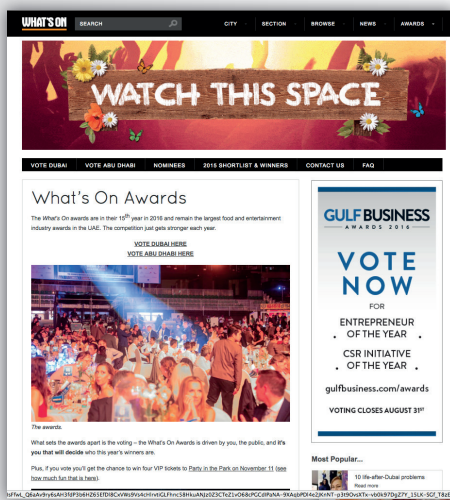 WHAT'S ON SEARCH CITY SECTION BROWSE NEWS AWARDS
WATCH THIS SPACE
VOTE DUBAI VOTE ABU DHABI NOMINEES 2015 SHORTLIST & WINNERS CONTACT US FAQ
What's On Awards
The What's On awards are in their 15th year in 2016 and remain the largest food and entertainment
industry awards in the UAE. The competition just gets stronger each year.
VOTE DUBAI HERE
VOTE ABU DHABI HERE
The awards.
What sets the awards apart is the voting – the What's On Awards is driven by you, the public, and it's
you that will decide who this year's winners are.
Plus, if you vote you'll get the chance to win four VIP tickets to Party in the Park on November 11 (see
how much fun that is here).
GULF BUSINESS
AWARDS 2016
VOTE
NOW
FOR
ENTREPRENEUR
OF THE YEAR
CSR INITIATIVE
OF THE YEAR
gulfbusiness.com/awards
VOTING CLOSES AUGUST 31ST
Most Popular...
10 life-after-Dubai problems
Read more